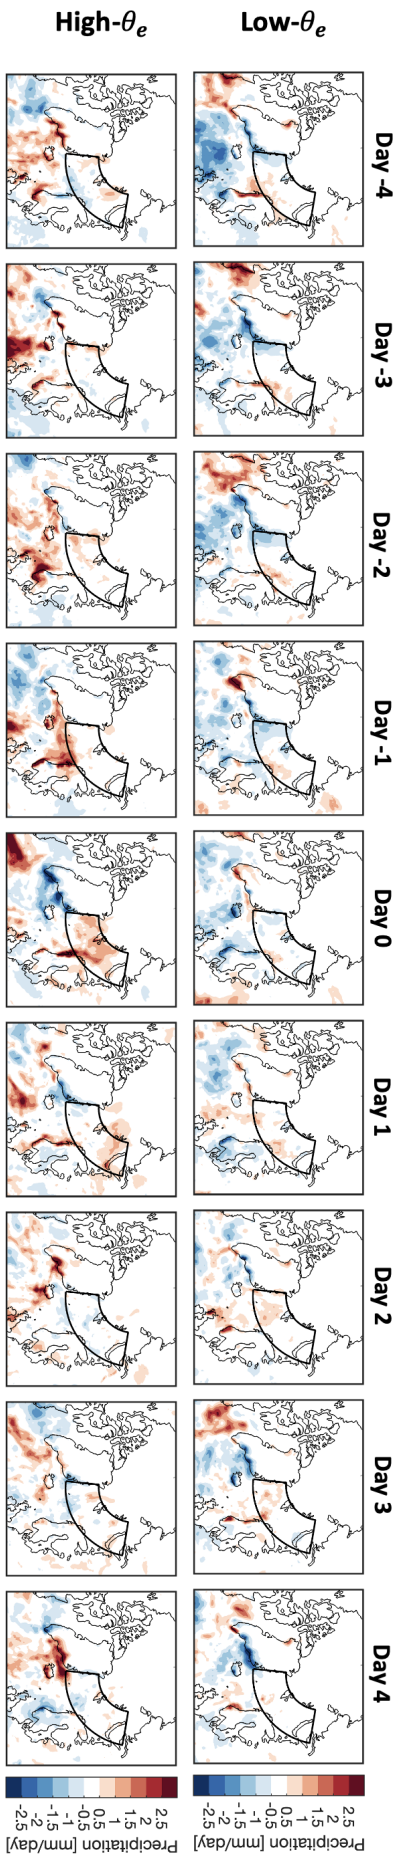 High-θₑ
Low-θₑ
Day -4
Day -3
Day -2
Day -1
Day 0
Day 1
Day 2
Day 3
Day 4
-2.5
-2
-1.5
-1
-0.5
0.5
1
1.5
2
2.5
Precipitation [mm/day]
-2.5
-2
-1.5
-1
-0.5
0.5
1
1.5
2
2.5
Precipitation [mm/day]